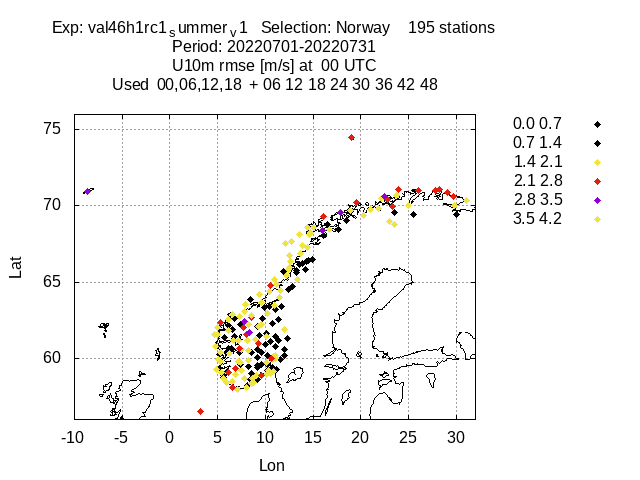 Exp: val46h1rc1summerv1 Selection: Norway 195 stations
Period: 20220701-20220731
U10m rmse [m/s] at 00 UTC
Used 00,06,12,18 + 06 12 18 24 30 36 42 48
0.0 0.7
0.7 1.4
1.4 2.1
2.1 2.8
2.8 3.5
3.5 4.2
75
70
65
60
Lat
-10 -5 0 5 10 15 20 25 30
Lon